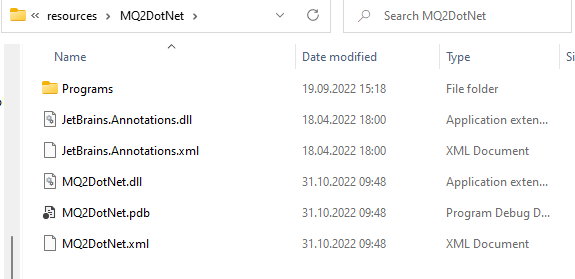 « resources > MQ2DotNet >
Search MQ2DotNet
Name Date modified Type Si
Programs 19.09.2022 15:18 File folder
JetBrains.Annotations.dll 18.04.2022 18:00 Application exten...
JetBrains.Annotations.xml 18.04.2022 18:00 XML Document
MQ2DotNet.dll 31.10.2022 09:48 Application exten...
MQ2DotNet.pdb 31.10.2022 09:48 Program Debug D...
MQ2DotNet.xml 31.10.2022 09:48 XML Document